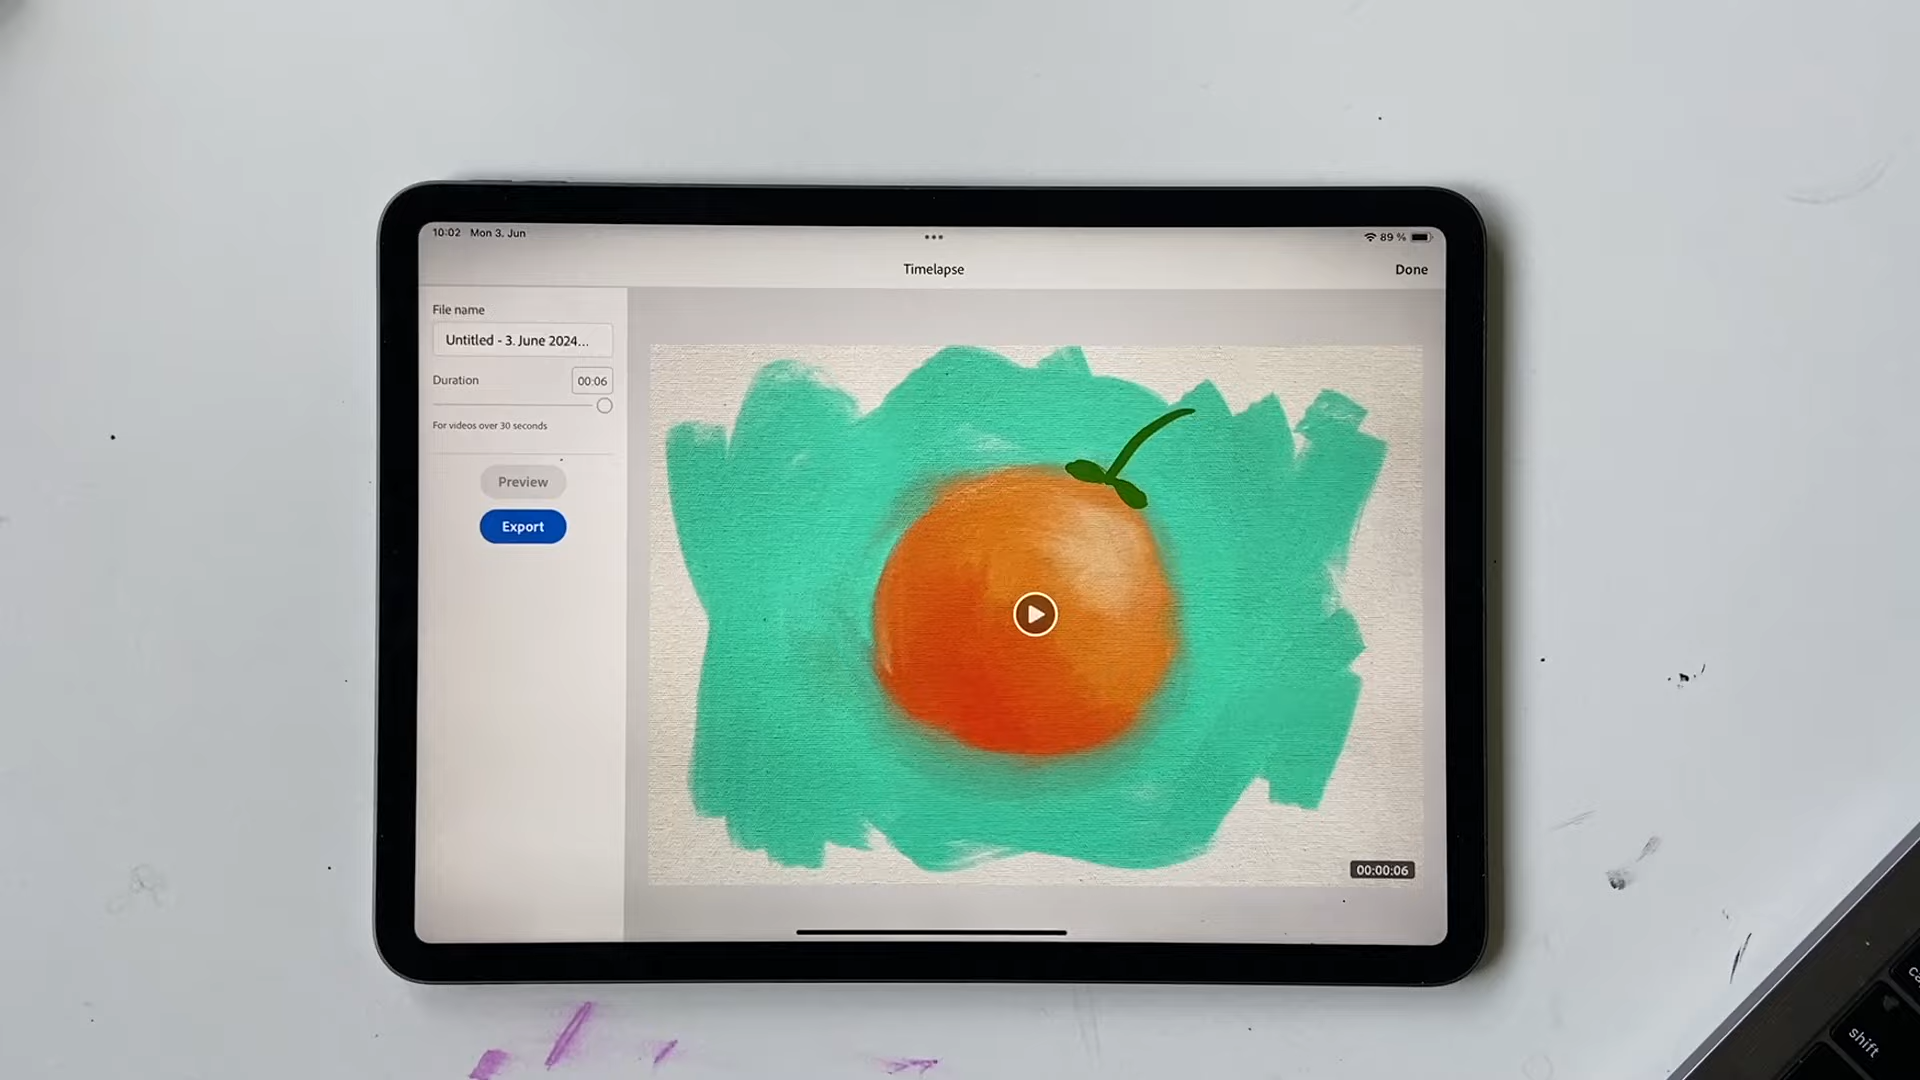 10:02 Mon 3. Jun
89 %
Timelapse
Done
File name
Untitled - 3. June 2024...
Duration
00:06
For videos over 30 seconds
Preview
Export
00:00:06
shift